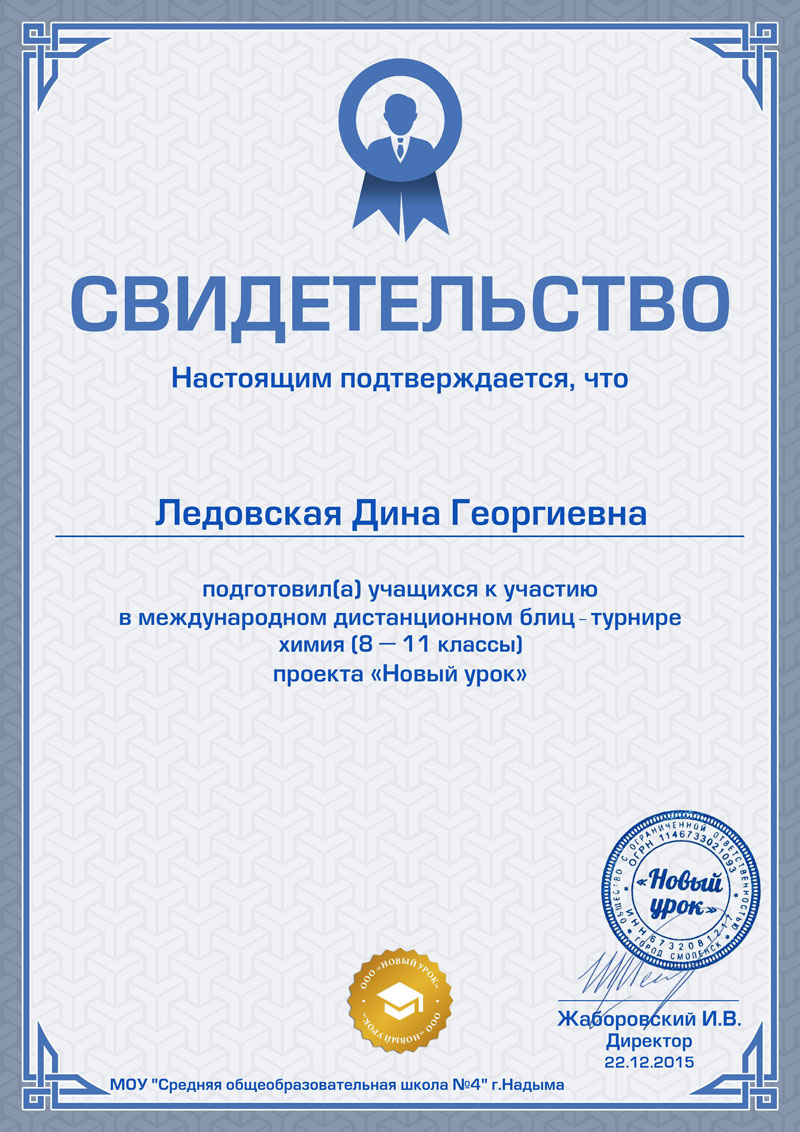 СВИДЕТЕЛЬСТВО
Настоящим подтверждается, что
Ледовская Дина Георгиевна
подготовил(а) учащихся к участию
в международном дистанционном блиц-турнире
химия (8 — 11 классы)
проекта «Новый урок»
ОБЩЕСТВО С ОГРАНИЧЕННОЙ ОТВЕТСТВЕННОСТЬЮ
ОГРН 1146733021093
«Новый
урок»
ИНН 6732081217
ГОРОД СМОЛЕНСК
ООО «НОВЫЙ УРОК»
ООО «НОВЫЙ УРОК»
Жаборовский И.В.
Директор
22.12.2015
МОУ "Средняя общеобразовательная школа №4" г.Надыма